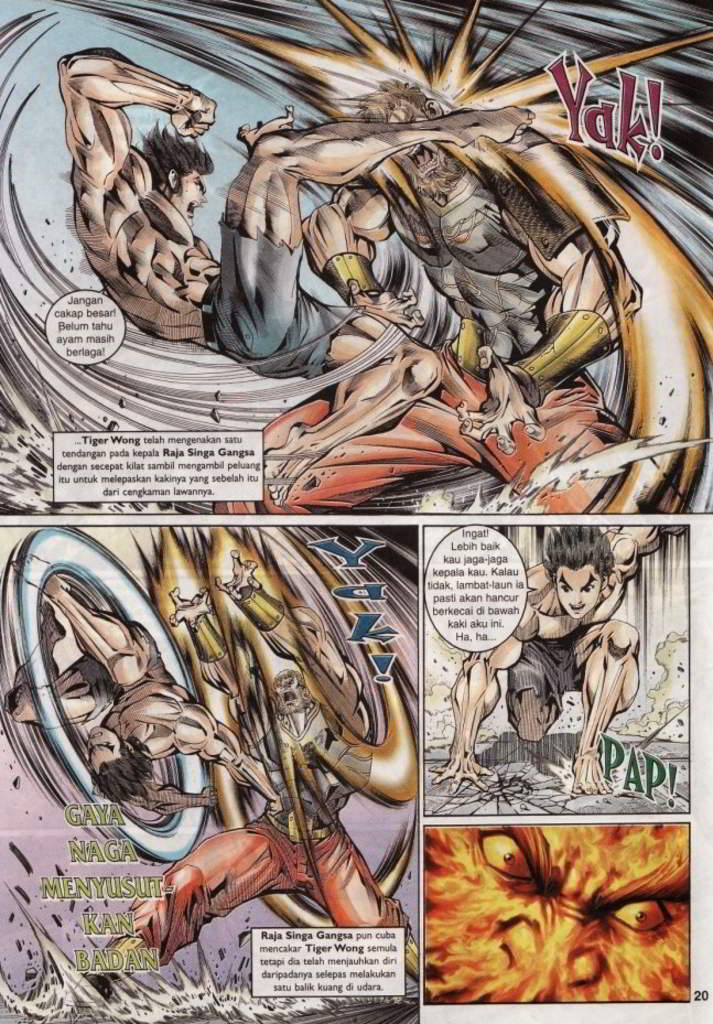 Yak!
Jangan
cakap besar!
Belum tahu
ayam masih
berlaga!
...Tiger Wong telah mengenakan satu
tendangan pada kepala Raja Singa Gangsa
dengan secepat kilat sambil mengambil peluang
itu untuk melepaskan kakinya yang sebelah itu
dari cengkaman lawannya.
Yak!
GAYA
NAGA
MENYUSUT-
KAN
BADAN
Raja Singa Gangsa pun cuba
mencakar Tiger Wong semula
tetapi dia telah menjauhkan diri
daripadanya selepas melakukan
satu balik kuang di udara.
Ingat!
Lebih baik
kau jaga-jaga
kepala kau. Kalau
tidak, lambat-laun ia
pasti akan hancur
berkecai di bawah
kaki aku ini.
Ha, ha...
PAP!
20